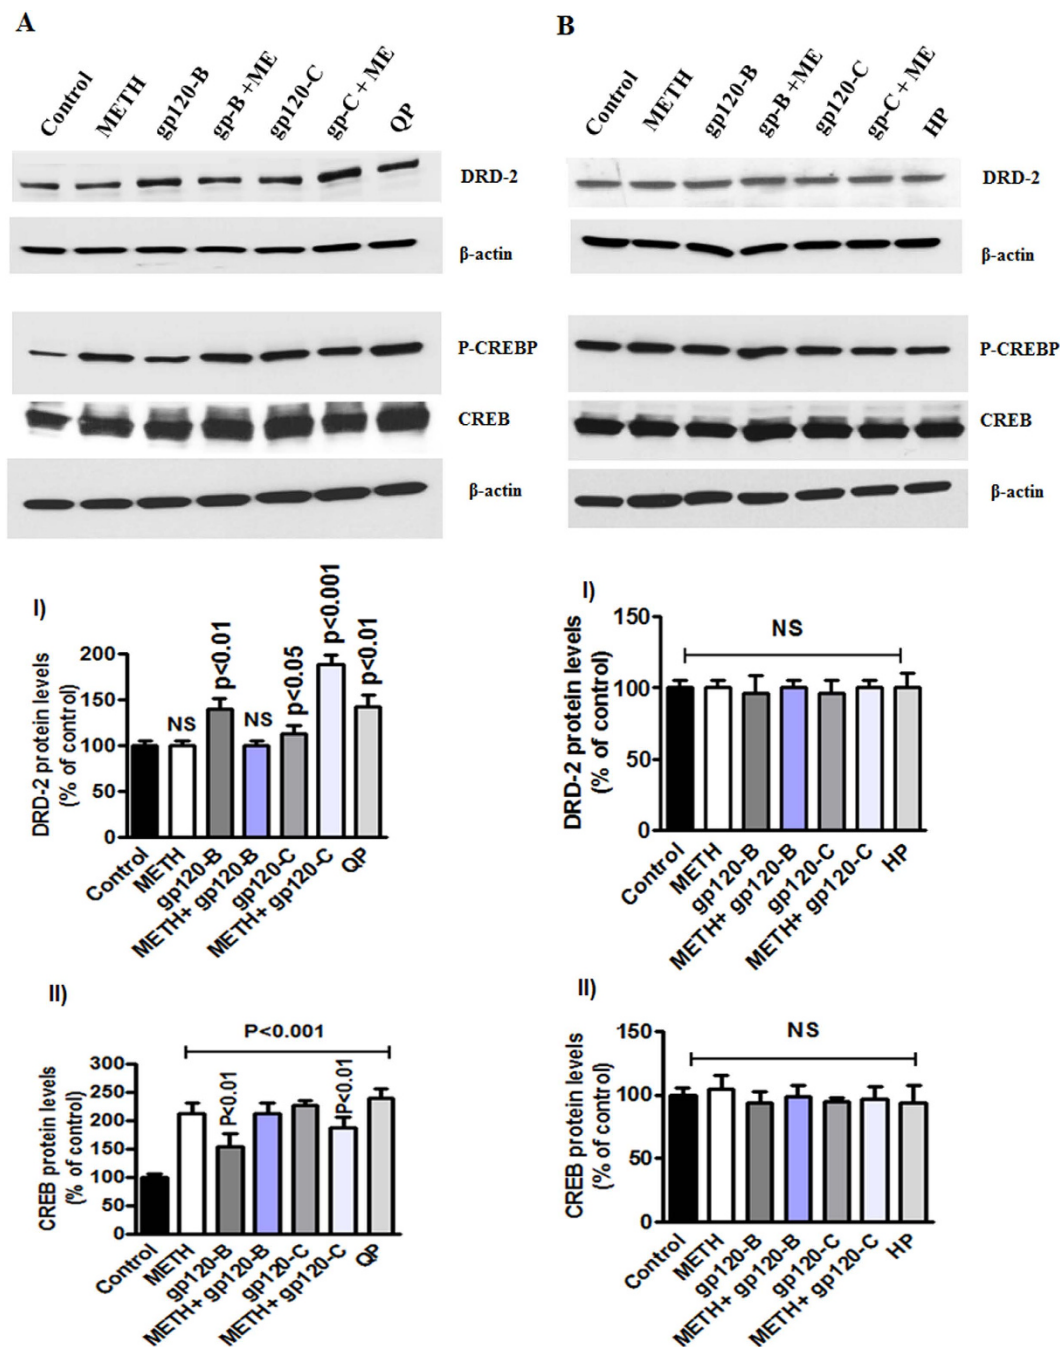 A
Control METH gp120-B gp-B +ME gp120-C gp-C + ME QP
DRD-2
β-actin
P-CREBP
CREB
β-actin
I)
DRD-2 protein levels
(% of control)
200
150
100
50
0
NS
p<0.01
NS
p<0.05
p<0.001
p<0.01
Control METH gp120-B METH+ gp120-B gp120-C METH+ gp120-C QP
II)
P<0.001
CREB protein levels
(% of control)
300
250
200
150
100
50
0
P<0.01
P<0.01
Control METH gp120-B METH+ gp120-B gp120-C METH+ gp120-C QP
B
Control METH gp120-B gp-B + ME gp120-C gp-C + ME HP
DRD-2
β-actin
P-CREBP
CREB
β-actin
I)
DRD-2 protein levels
(% of control)
150
100
50
0
NS
Control METH gp120-B METH+ gp120-B gp120-C METH+ gp120-C HP
II)
CREB protein levels
(% of control)
150
100
50
0
NS
Control METH gp120-B METH+ gp120-B gp120-C METH+ gp120-C HP